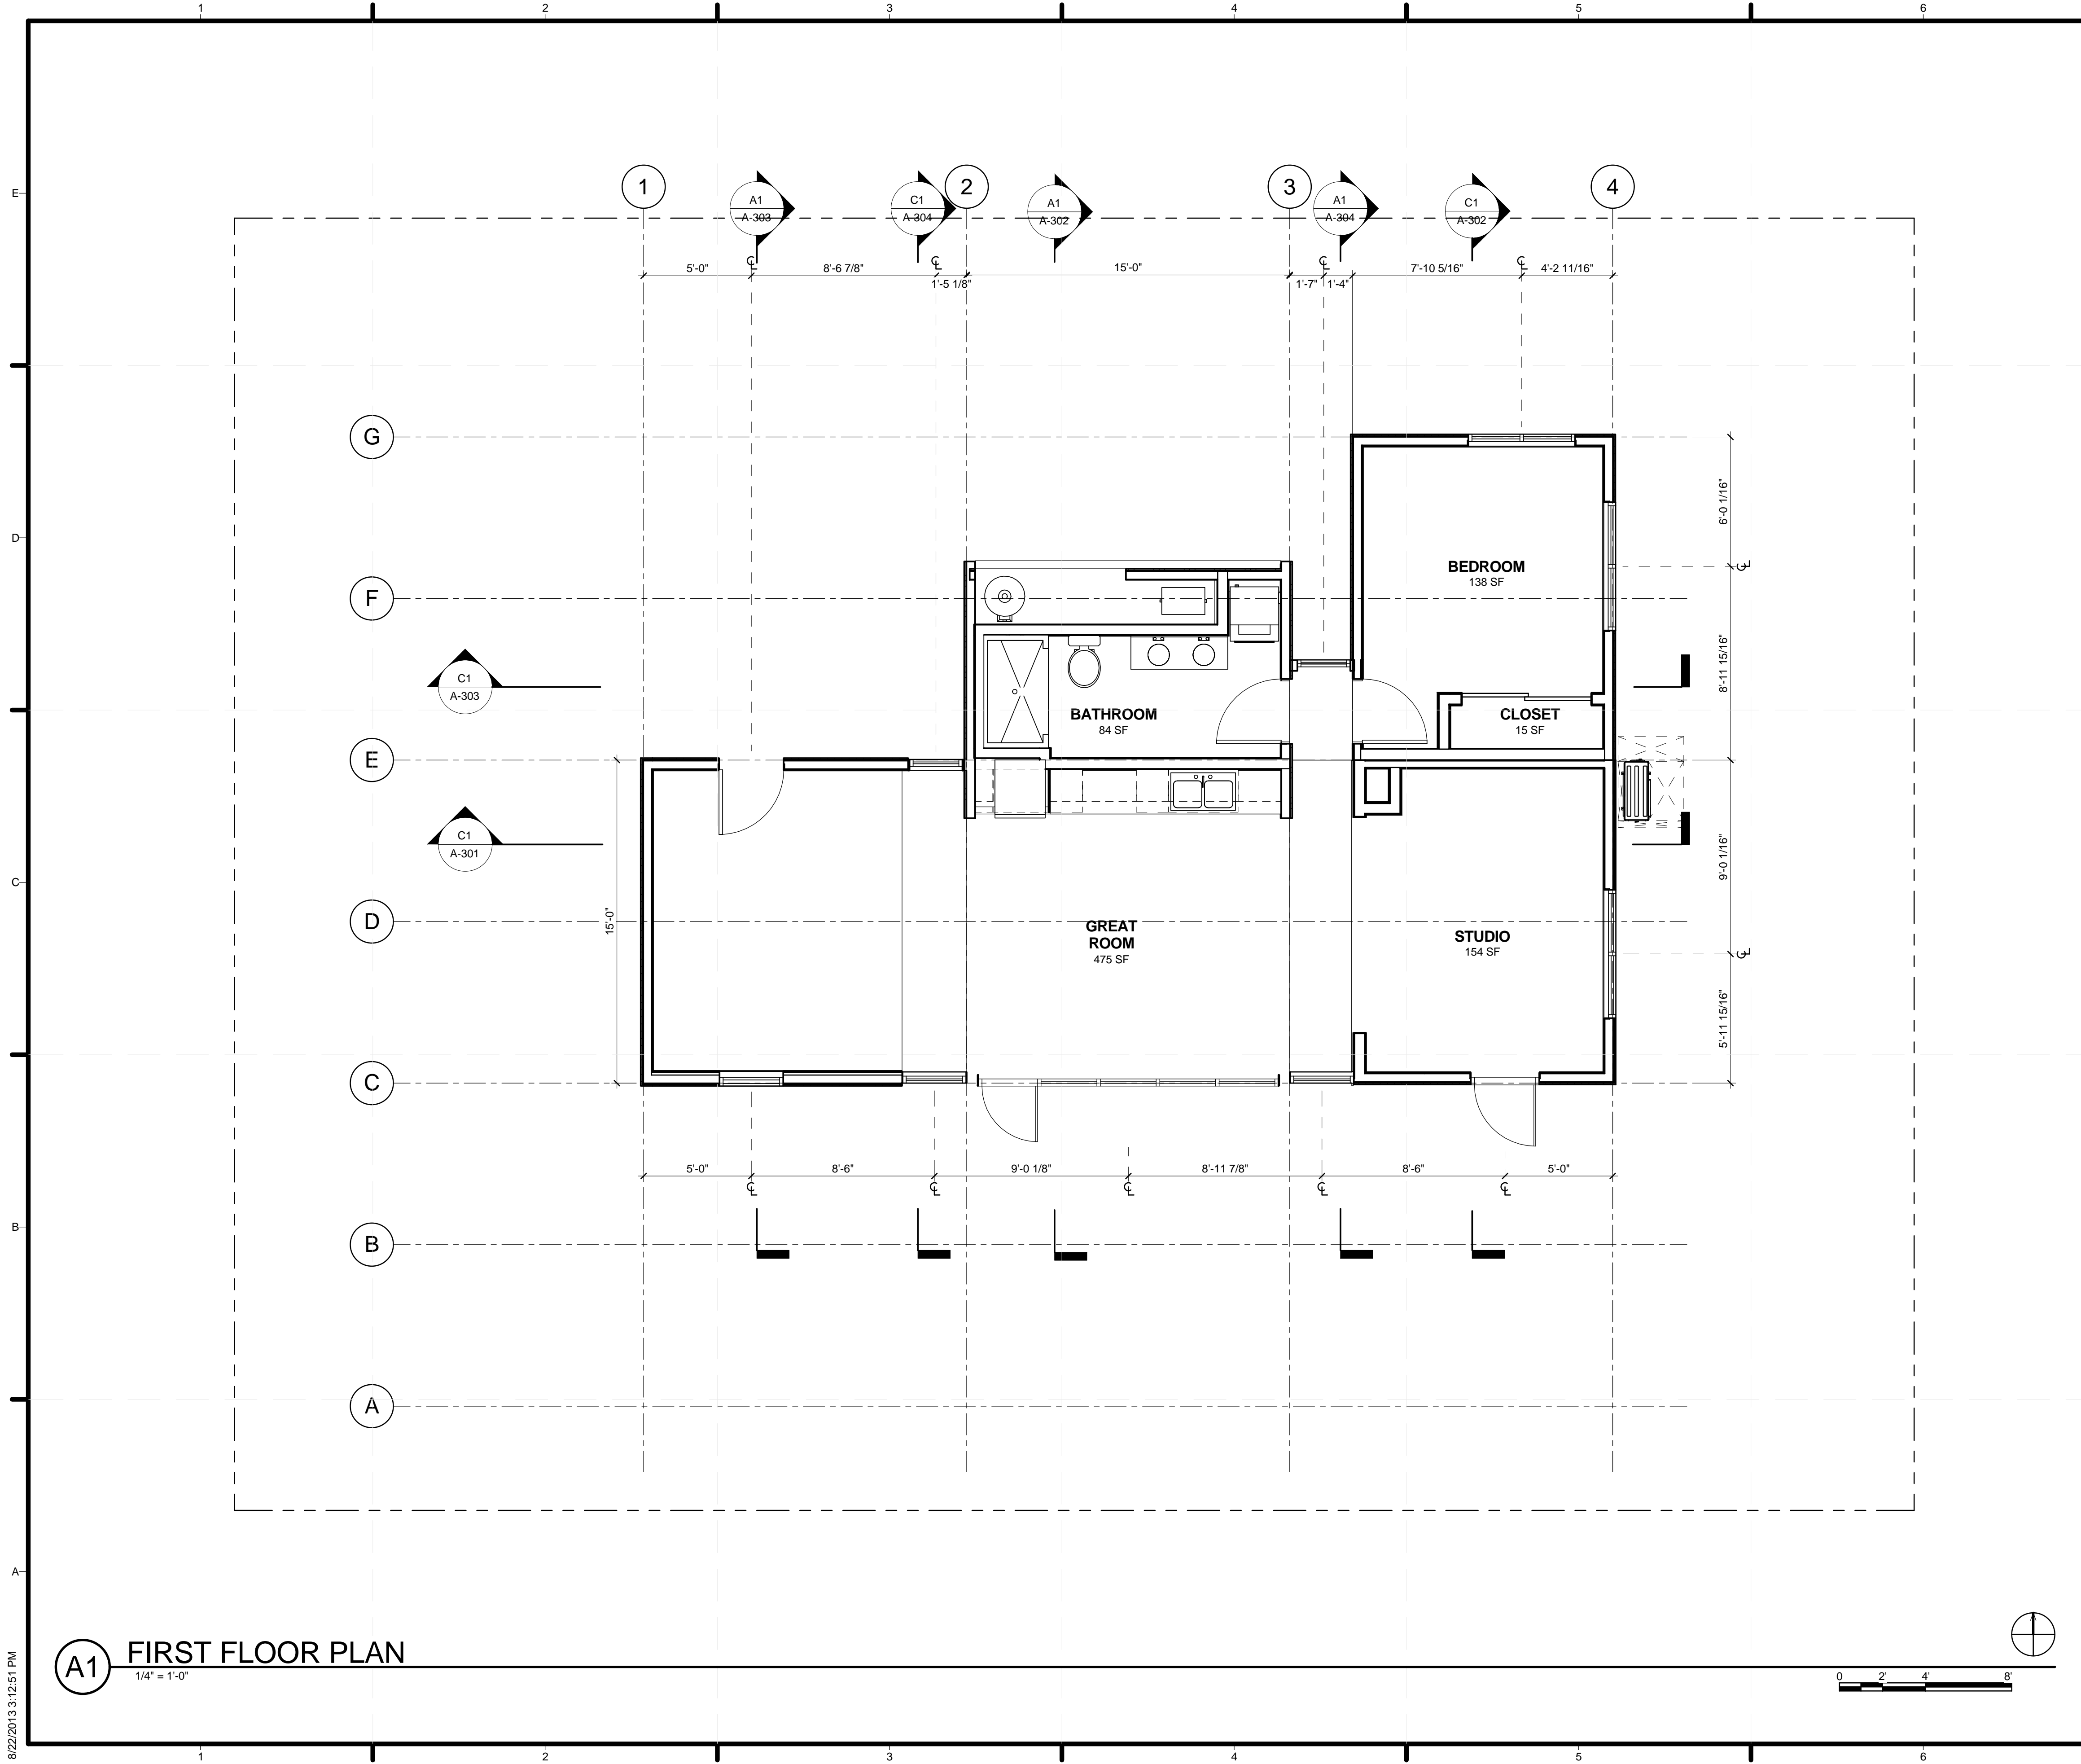 1 2 3 4 5 6
E
1 2 3 4
A1 C1 A1 A1 C1
A-303 A-304 A-302 A-304 A-302
5'-0" ℄ 8'-6 7/8" ℄ 15'-0" ℄ 7'-10 5/16" ℄ 4'-2 11/16"
1'-5 1/8" 1'-7" 1'-4"
G
6'-0 1/16"
D
BEDROOM
138 SF
℄
F
8'-11 15/16"
C1
A-303
BATHROOM
84 SF
CLOSET
15 SF
E
C1
A-301
9'-0 1/16"
C
15'-0"
D
GREAT
ROOM
475 SF
STUDIO
154 SF
℄
5'-11 15/16"
C
5'-0" 8'-6" 9'-0 1/8" 8'-11 7/8" 8'-6" 5'-0"
℄ ℄ ℄ ℄ ℄
B
B
A
A
A1 FIRST FLOOR PLAN
1/4" = 1'-0"
0 2' 4' 8'
8/22/2013 3:12:51 PM
1 2 3 4 5 6